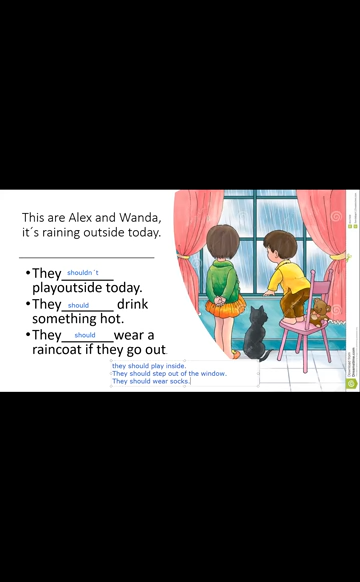 This are Alex and Wanda,
it´s raining outside today.
•They shouldn´t
playoutside today.
•They should drink
something hot.
•They should wear a
raincoat if they go out
they should play inside.
They should step out of the window.
They should wear socks.